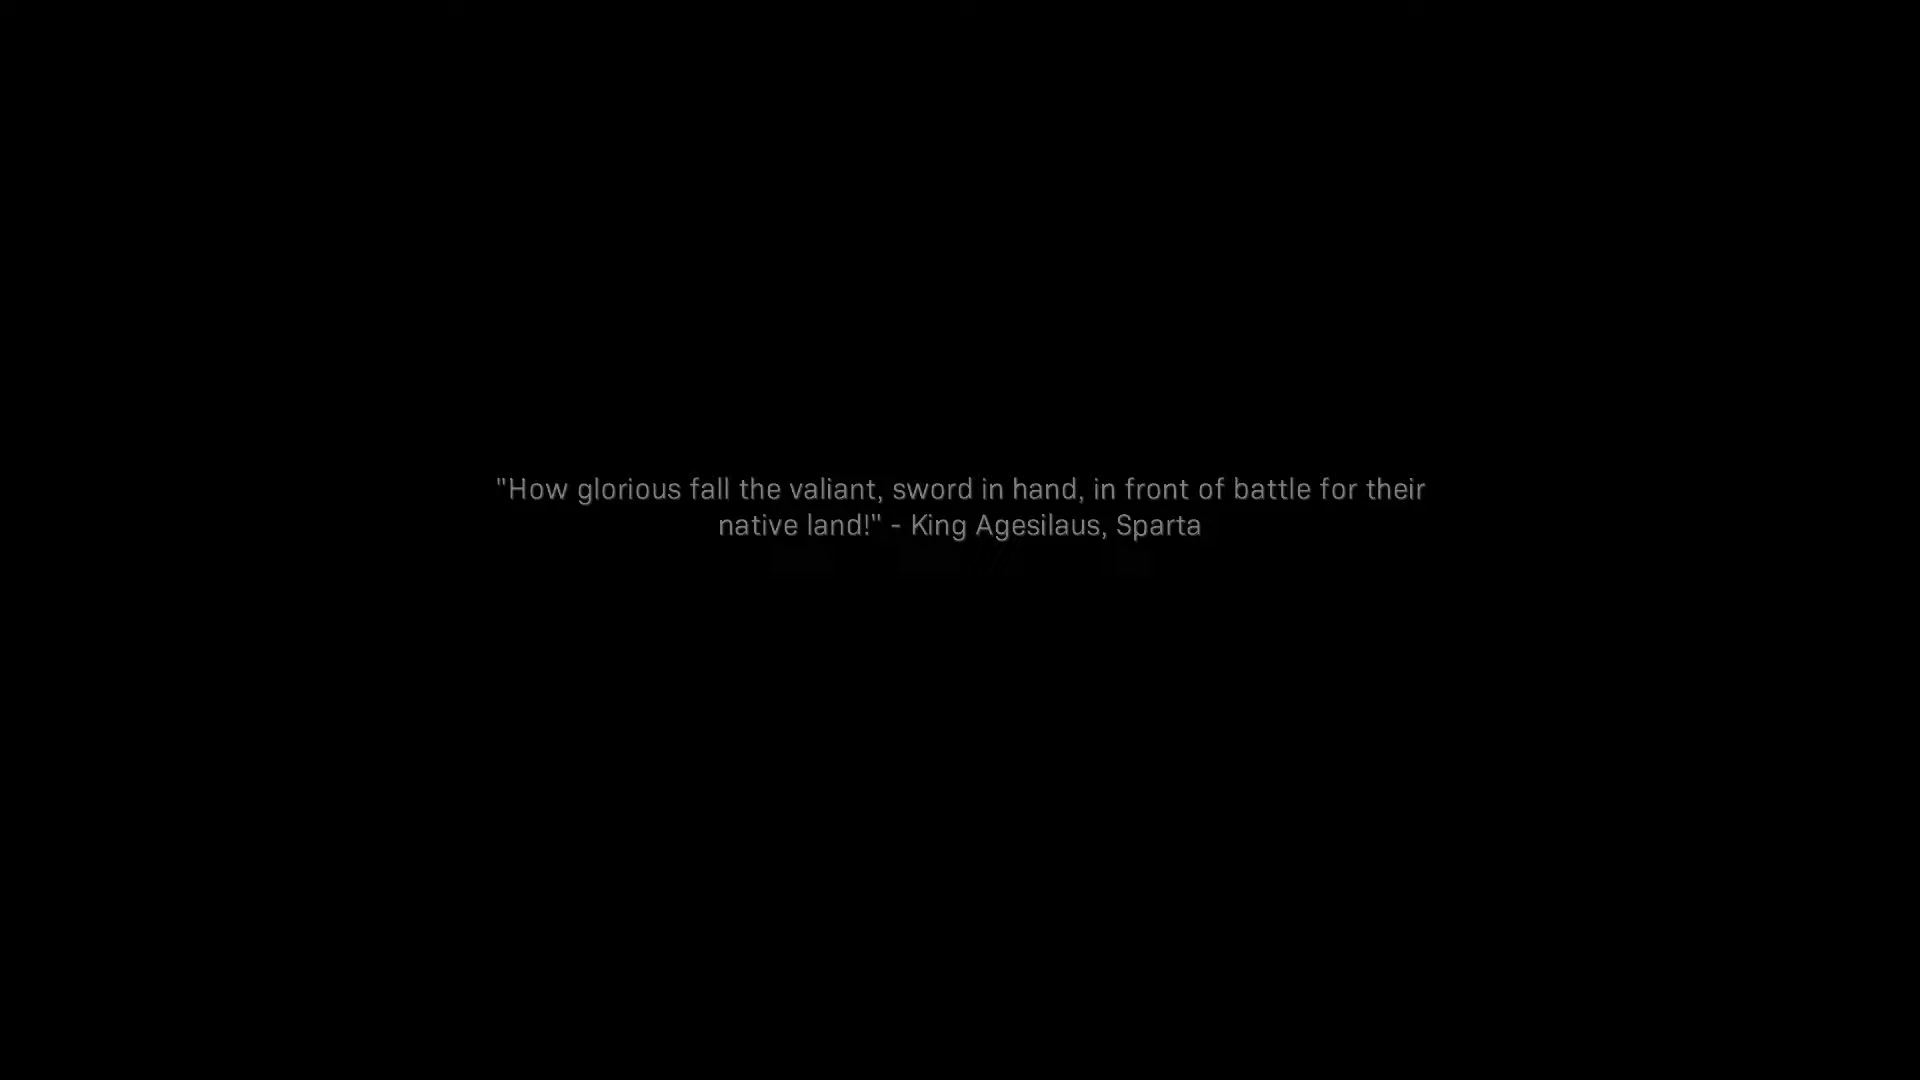 "How glorious fall the valiant, sword in hand, in front of battle for their
native land!" - King Agesilaus, Sparta